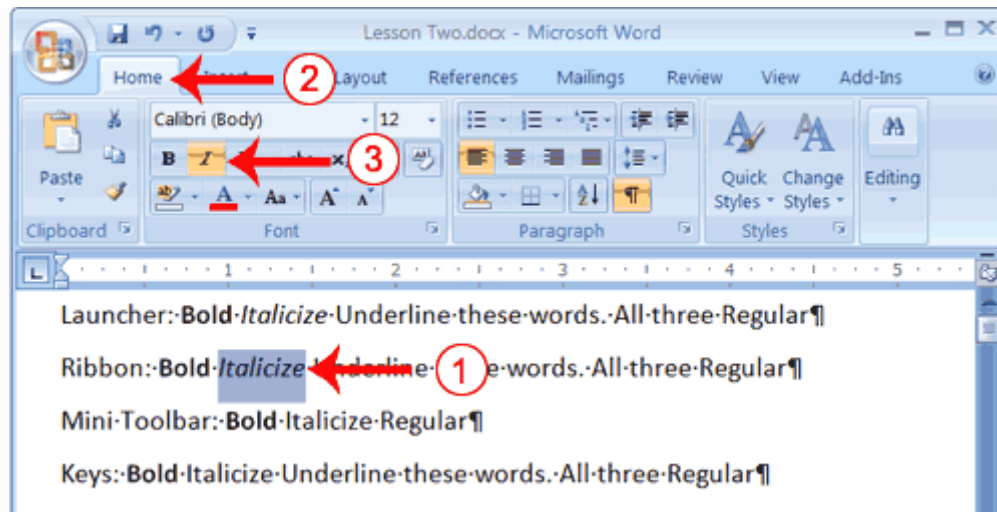 Lesson Two.docx - Microsoft Word
Home 2 Layout References Mailings Review View Add-Ins
Calibri (Body) 12
B I 3
Paste Quick Styles Change Styles Editing
A Aa A A
Clipboard Font Paragraph Styles
L 1 2 3 4 5
Launcher:·Bold·Italicize·Underline·these·words.·All·three·Regular¶
Ribbon:·Bold·Italicize 1 words.·All·three·Regular¶
Mini·Toolbar:·Bold·Italicize·Regular¶
Keys:·Bold·Italicize·Underline·these·words.·All·three·Regular¶